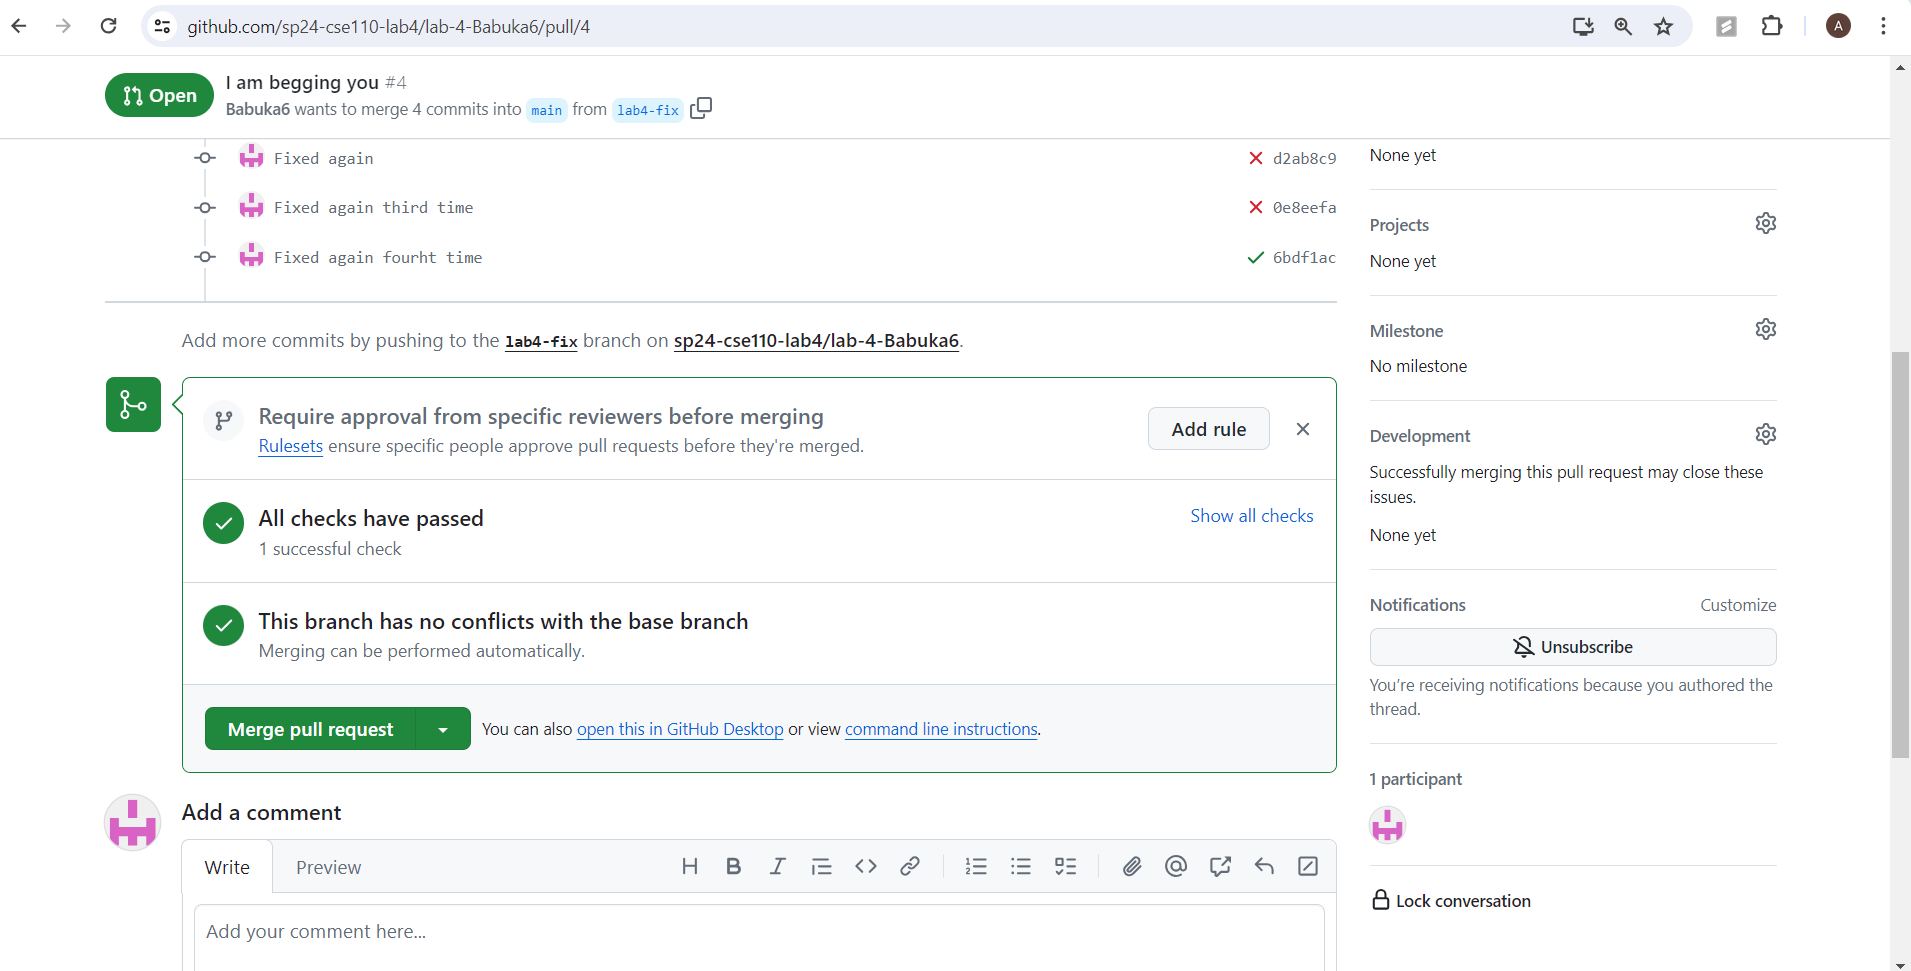 github.com/sp24-cse110-lab4/lab-4-Babuka6/pull/4
A
Open
I am begging you #4
Babuka6 wants to merge 4 commits into main from lab4-fix
Fixed again
d2ab8c9
Fixed again third time
0e8eefa
Fixed again fourht time
6bdf1ac
Add more commits by pushing to the lab4-fix branch on sp24-cse110-lab4/lab-4-Babuka6.
Require approval from specific reviewers before merging
Rulesets ensure specific people approve pull requests before they're merged.
Add rule
All checks have passed
1 successful check
Show all checks
This branch has no conflicts with the base branch
Merging can be performed automatically.
Merge pull request
You can also open this in GitHub Desktop or view command line instructions.
Add a comment
Write
Preview
Add your comment here...
None yet
Projects
None yet
Milestone
No milestone
Development
Successfully merging this pull request may close these
issues.
None yet
Notifications
Customize
Unsubscribe
You’re receiving notifications because you authored the
thread.
1 participant
Lock conversation